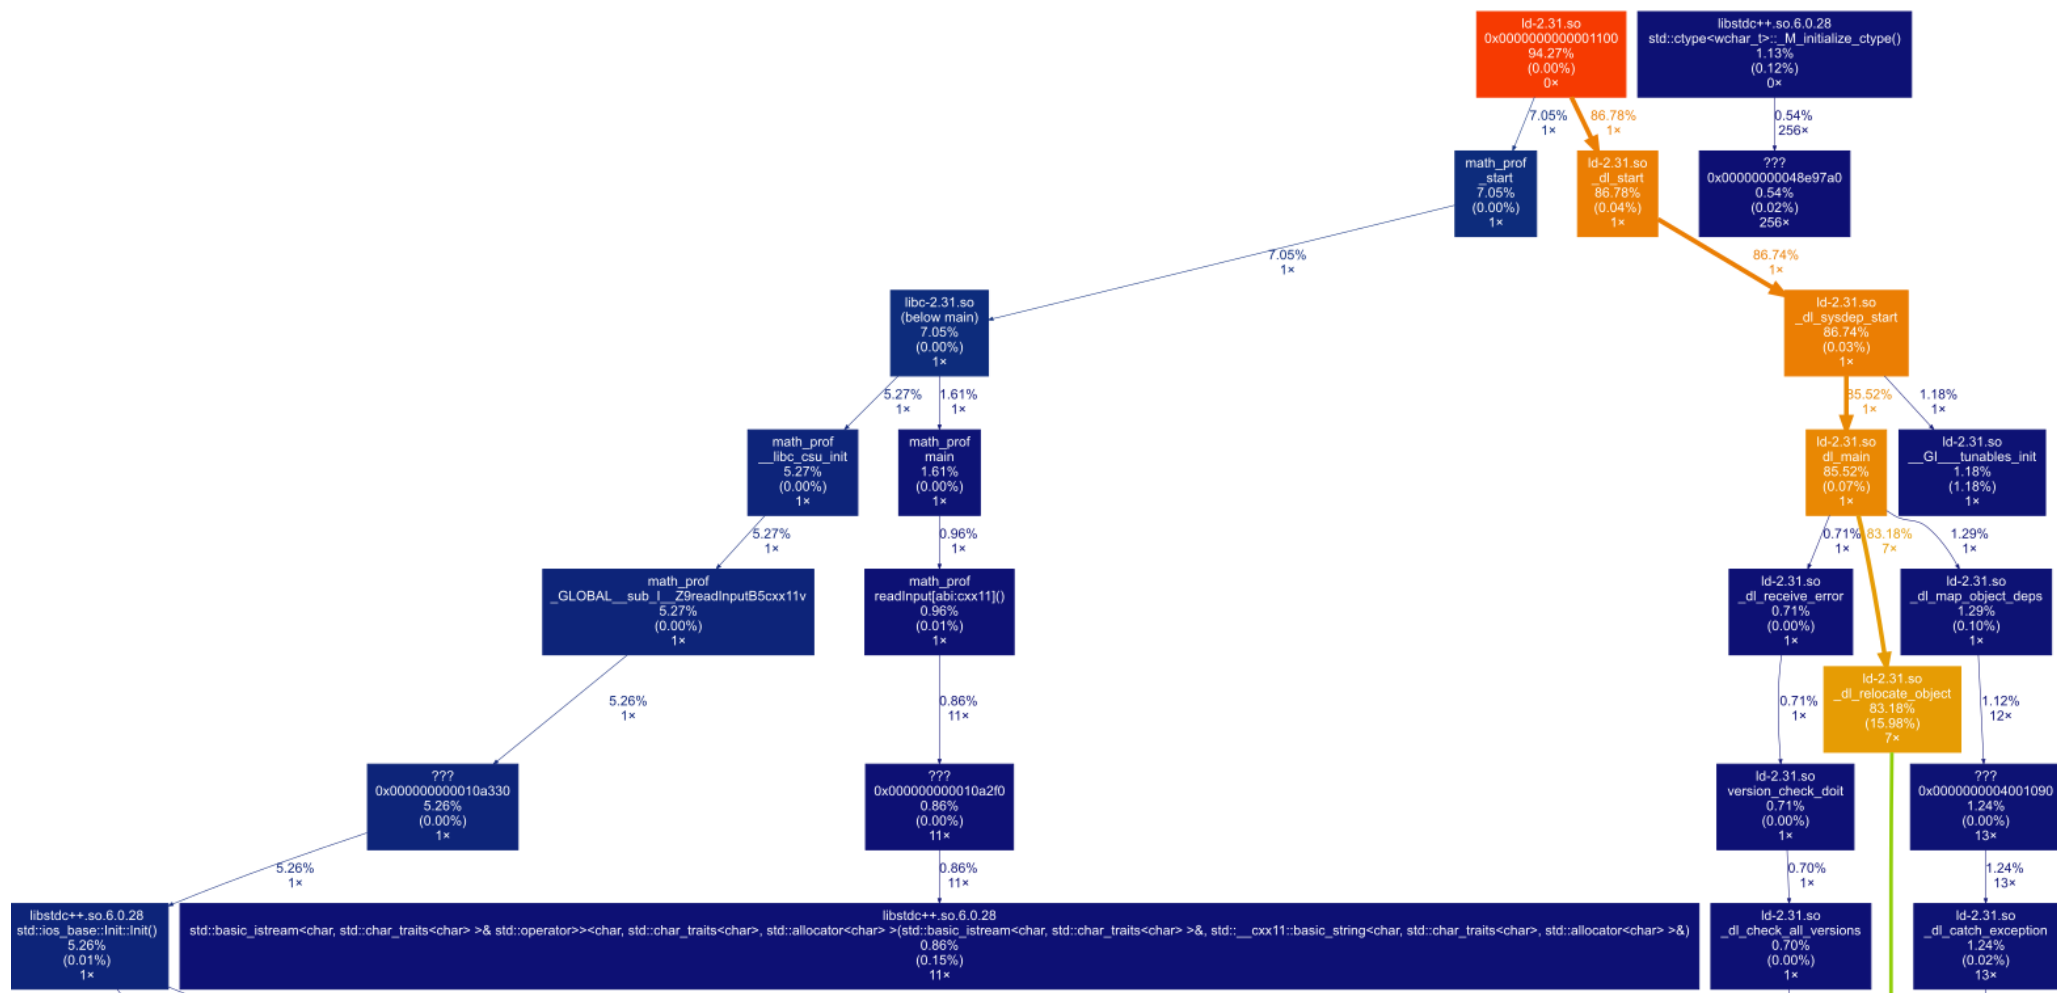 ld-2.31.so
0x0000000000001100
94.27%
(0.00%)
0×
libstdc++.so.6.0.28
std::ctype<wchar_t>::_M_initialize_ctype()
1.13%
(0.12%)
0×
7.05%
1×
86.78%
1×
0.54%
256×
math_prof
_start
7.05%
(0.00%)
1×
ld-2.31.so
_dl_start
86.78%
(0.04%)
1×
???
0x00000000048e97a0
0.54%
(0.02%)
256×
7.05%
1×
86.74%
1×
libc-2.31.so
(below main)
7.05%
(0.00%)
1×
ld-2.31.so
_dl_sysdep_start
86.74%
(0.03%)
1×
5.27%
1×
1.61%
1×
85.52%
1×
1.18%
1×
math_prof
__libc_csu_init
5.27%
(0.00%)
1×
math_prof
main
1.61%
(0.00%)
1×
ld-2.31.so
dl_main
85.52%
(0.07%)
1×
ld-2.31.so
__GI___tunables_init
1.18%
(1.18%)
1×
5.27%
1×
0.96%
1×
0.71%
1×
83.18%
7×
1.29%
1×
math_prof
_GLOBAL__sub_I__Z9readInputB5cxx11v
5.27%
(0.00%)
1×
math_prof
readInput[abi:cxx11]()
0.96%
(0.01%)
1×
ld-2.31.so
_dl_receive_error
0.71%
(0.00%)
1×
ld-2.31.so
_dl_map_object_deps
1.29%
(0.10%)
1×
5.26%
1×
0.86%
11×
0.71%
1×
ld-2.31.so
_dl_relocate_object
83.18%
(15.98%)
7×
1.12%
12×
???
0x000000000010a330
5.26%
(0.00%)
1×
???
0x000000000010a2f0
0.86%
(0.00%)
11×
ld-2.31.so
version_check_doit
0.71%
(0.00%)
1×
???
0x0000000004001090
1.24%
(0.00%)
13×
5.26%
1×
0.86%
11×
0.70%
1×
1.24%
13×
libstdc++.so.6.0.28
std::ios_base::Init::Init()
5.26%
(0.01%)
1×
libstdc++.so.6.0.28
std::basic_istream<char, std::char_traits<char> >& std::operator>><char, std::char_traits<char>, std::allocator<char> >(std::basic_istream<char, std::char_traits<char> >&, std::__cxx11::basic_string<char, std::char_traits<char>, std::allocator<char> >&)
0.86%
(0.15%)
11×
ld-2.31.so
_dl_check_all_versions
0.70%
(0.00%)
1×
ld-2.31.so
_dl_catch_exception
1.24%
(0.02%)
13×